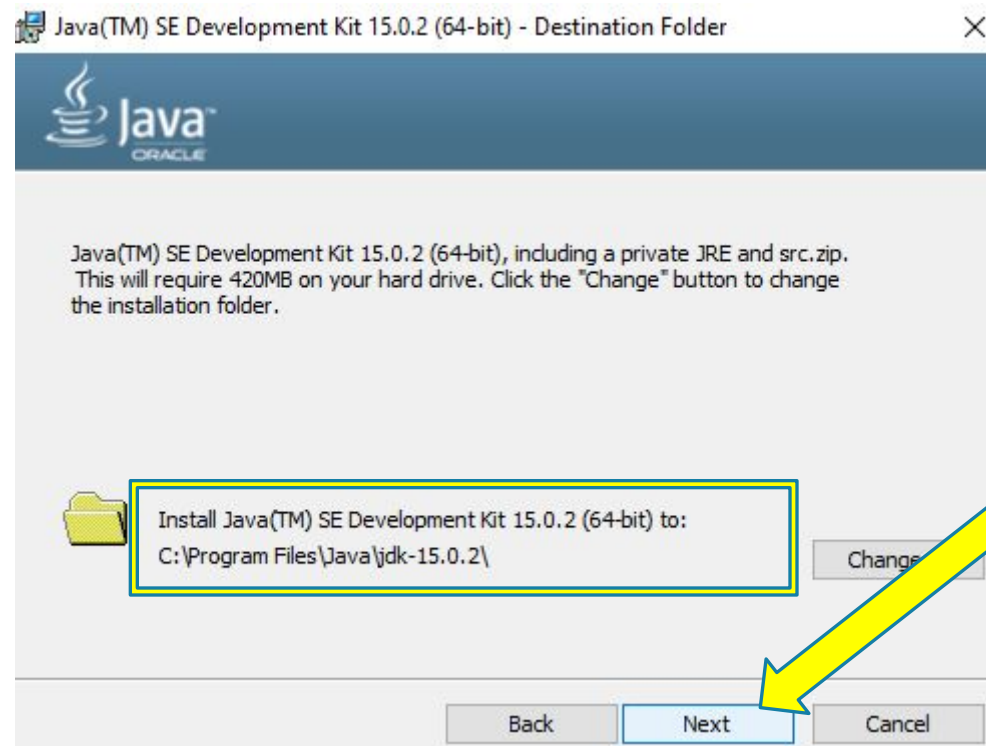 Java(TM) SE Development Kit 15.0.2 (64-bit) - Destination Folder
Java™
ORACLE
Java(TM) SE Development Kit 15.0.2 (64-bit), including a private JRE and src.zip.
This will require 420MB on your hard drive. Click the "Change" button to change
the installation folder.
Install Java(TM) SE Development Kit 15.0.2 (64-bit) to:
C:\Program Files\Java\jdk-15.0.2\
Change
Back Next Cancel